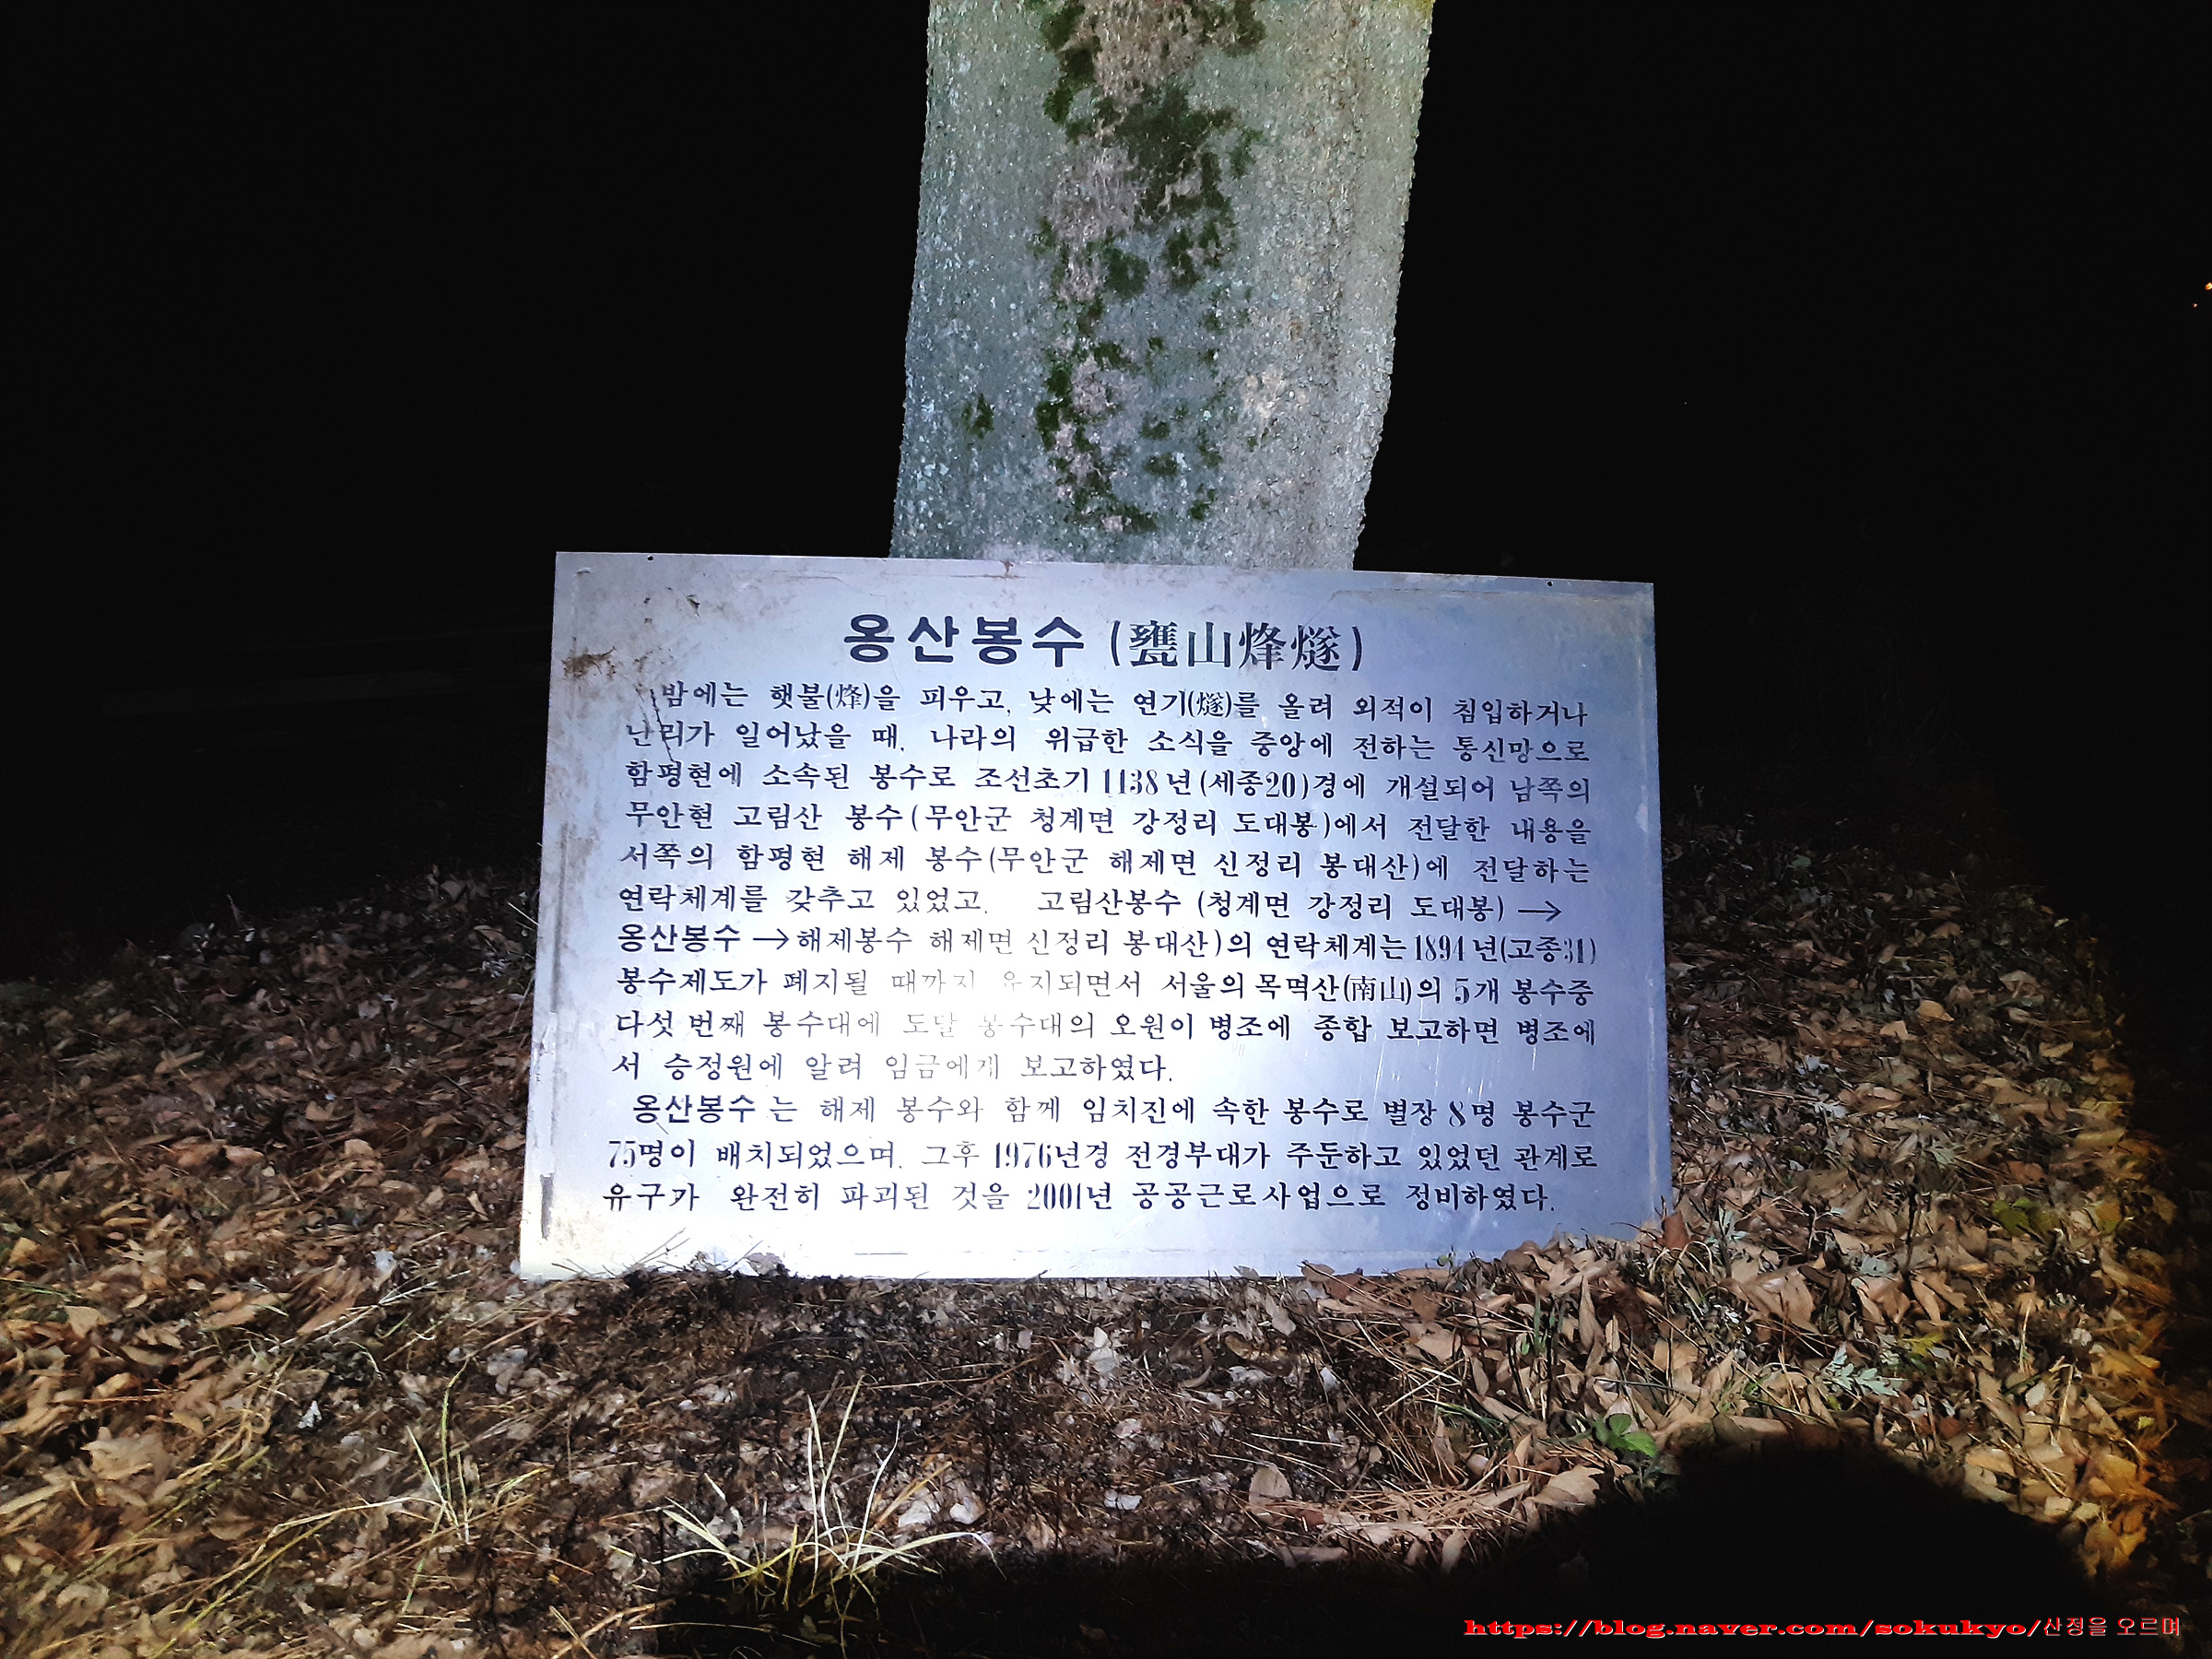 옹산봉수 (甕山烽燧)
밤에는 횃불(烽)을 피우고, 낮에는 연기(燧)를 올려 외적이 침입하거나
난리가 일어났을 때, 나라의 위급한 소식을 중앙에 전하는 통신망으로
함평현에 소속된 봉수로 조선초기 1438년(세종20)경에 개설되어 남쪽의
무안현 고림산 봉수(무안군 청계면 강정리 도대봉)에서 전달한 내용을
서쪽의 함평현 해제 봉수(무안군 해제면 신정리 봉대산)에 전달하는
연락체계를 갖추고 있었고. 고림산봉수 (청계면 강정리 도대봉) →
옹산봉수 →해제봉수 해제면 신정리 봉대산)의 연락체계는 1894년(고종31)
봉수제도가 폐지될 때까지 유지되면서 서울의 목멱산(南山)의 5개 봉수중
다섯 번째 봉수대에 도달 봉수대의 오원이 병조에 종합 보고하면 병조에
서 승정원에 알려 임금에게 보고하였다.
옹산봉수 는 해제 봉수와 함께 임치진에 속한 봉수로 별장 8명 봉수군
75명이 배치되었으며. 그후 1976년경 전경부대가 주둔하고 있었던 관계로
유구가 완전히 파괴된 것을 2001년 공공근로사업으로 정비하였다.
https://blog.naver.com/sokukyo/산정을 오르며